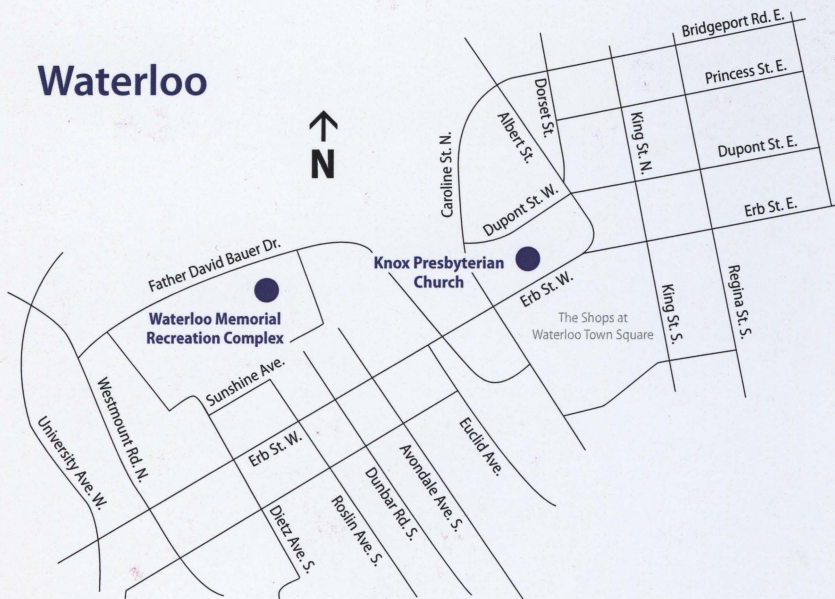 Waterloo
N
Bridgeport Rd. E.
Princess St. E.
Dorset St.
Albert St.
King St. N.
Dupont St. E.
Caroline St. N.
Dupont St. W.
Erb St. E.
Father David Bauer Dr.
Knox Presbyterian
Church
Erb St. W.
Waterloo Memorial
Recreation Complex
The Shops at
Waterloo Town Square
King St. S.
Regina St. S.
Sunshine Ave.
Westmount Rd. N.
University Ave. W.
Erb St. W.
Euclid Ave.
Avondale Ave. S.
Dunbar Rd. S.
Roslin Ave. S.
Dietz Ave. S.